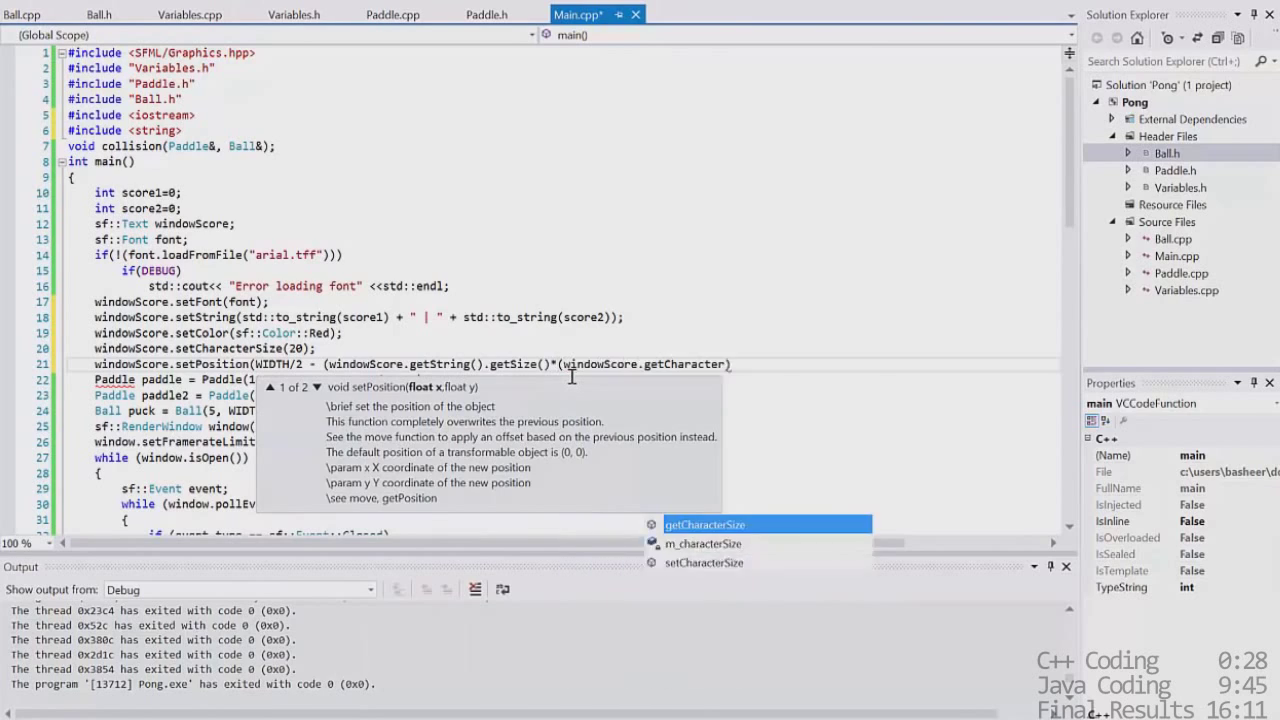 Ball.cpp Ball.h Variables.cpp Variables.h Paddle.cpp Paddle.h Main.cpp*
(Global Scope) main()
1 #include <SFML/Graphics.hpp>
2 #include "Variables.h"
3 #include "Paddle.h"
4 #include "Ball.h"
5 #include <iostream>
6 #include <string>
7 void collision(Paddle&, Ball&);
8 int main()
9 {
10 int score1=0;
11 int score2=0;
12 sf::Text windowScore;
13 sf::Font font;
14 if(!(font.loadFromFile("arial.tff")))
15 if(DEBUG)
16 std::cout<< "Error loading font" <<std::endl;
17 windowScore.setFont(font);
18 windowScore.setString(std::to_string(score1) + " | " + std::to_string(score2));
19 windowScore.setColor(sf::Color::Red);
20 windowScore.setCharacterSize(20);
21 windowScore.setPosition(WIDTH/2 - (windowScore.getString().getSize()*(windowScore.getCharacter)
22 Paddle paddle = Paddle(1
23 Paddle paddle2 = Paddle(
24 Ball puck = Ball(5, WIDT
25 sf::RenderWindow window(
26 window.setFramerateLimit
27 while (window.isOpen())
28 {
29 sf::Event event;
30 while (window.pollEv
31 {
1 of 2 void setPosition(float x,float y)
\brief set the position of the object
This function completely overwrites the previous position.
See the move function to apply an offset based on the previous position instead.
The default position of a transformable object is (0, 0).
\param x X coordinate of the new position
\param y Y coordinate of the new position
\see move, getPosition
getCharacterSize
m_characterSize
setCharacterSize
100 %
Output
Show output from: Debug
The thread 0x23c4 has exited with code 0 (0x0).
The thread 0x52c has exited with code 0 (0x0).
The thread 0x380c has exited with code 0 (0x0).
The thread 0x2d1c has exited with code 0 (0x0).
The thread 0x3854 has exited with code 0 (0x0).
The program '[13712] Pong.exe' has exited with code 0 (0x0).
Solution Explorer
Search Solution Explorer (Ctrl+;)
Solution 'Pong' (1 project)
Pong
External Dependencies
Header Files
Ball.h
Paddle.h
Variables.h
Resource Files
Source Files
Ball.cpp
Main.cpp
Paddle.cpp
Variables.cpp
Properties
main VCCodeFunction
C++
(Name) main
File c:\users\basheer\do
FullName main
IsInjected False
IsInline False
IsOverloaded False
IsSealed False
IsTemplate False
TypeString int
C++ Coding 0:28
Java Coding 9:45
Final Results 16:11
C++